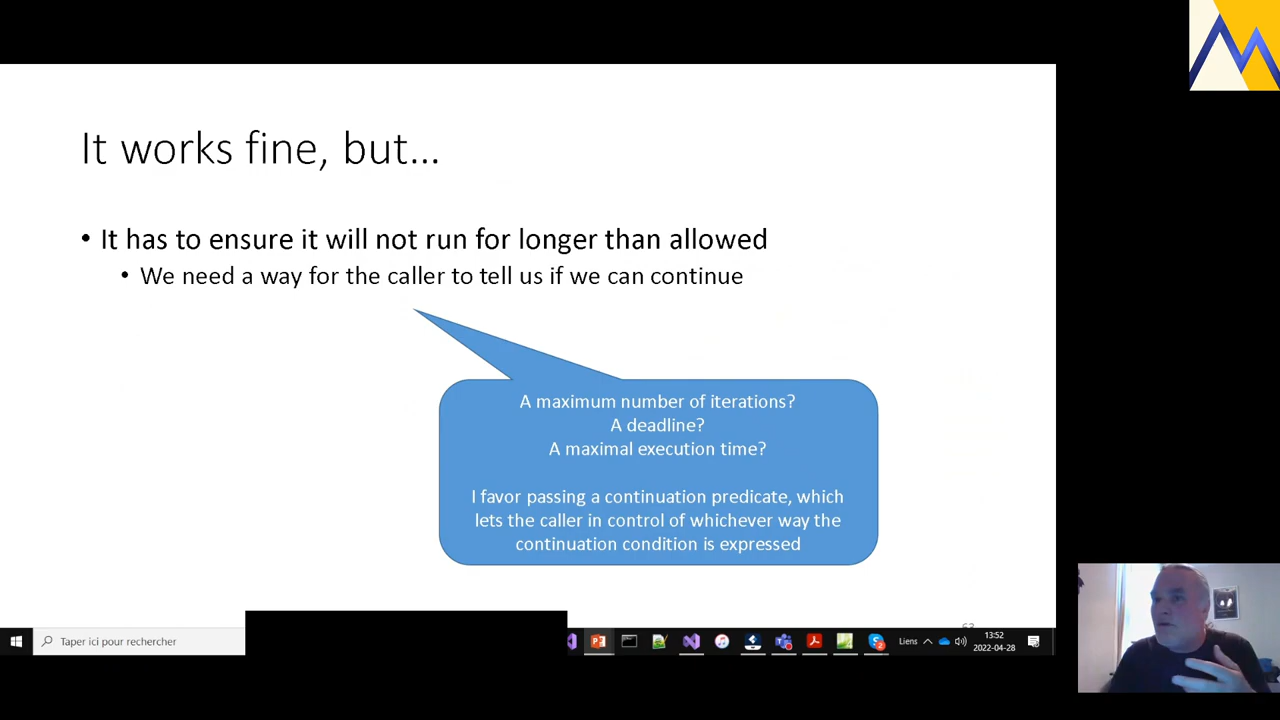 It works fine, but...
• It has to ensure it will not run for longer than allowed
• We need a way for the caller to tell us if we can continue
A maximum number of iterations?
A deadline?
A maximal execution time?
I favor passing a continuation predicate, which
lets the caller in control of whichever way the
continuation condition is expressed
Taper ici pour rechercher
Liens
13:52
2022-04-28